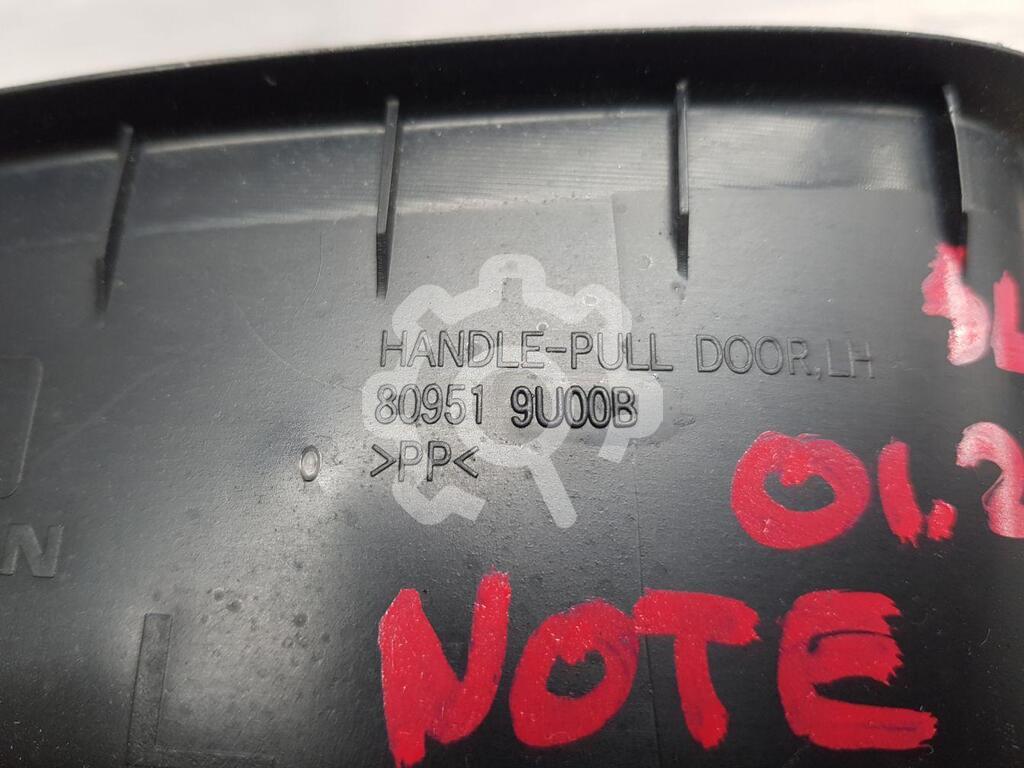 HANDLE-PULL DOOR,LH
80951 9U00B
>PP<
NOTE